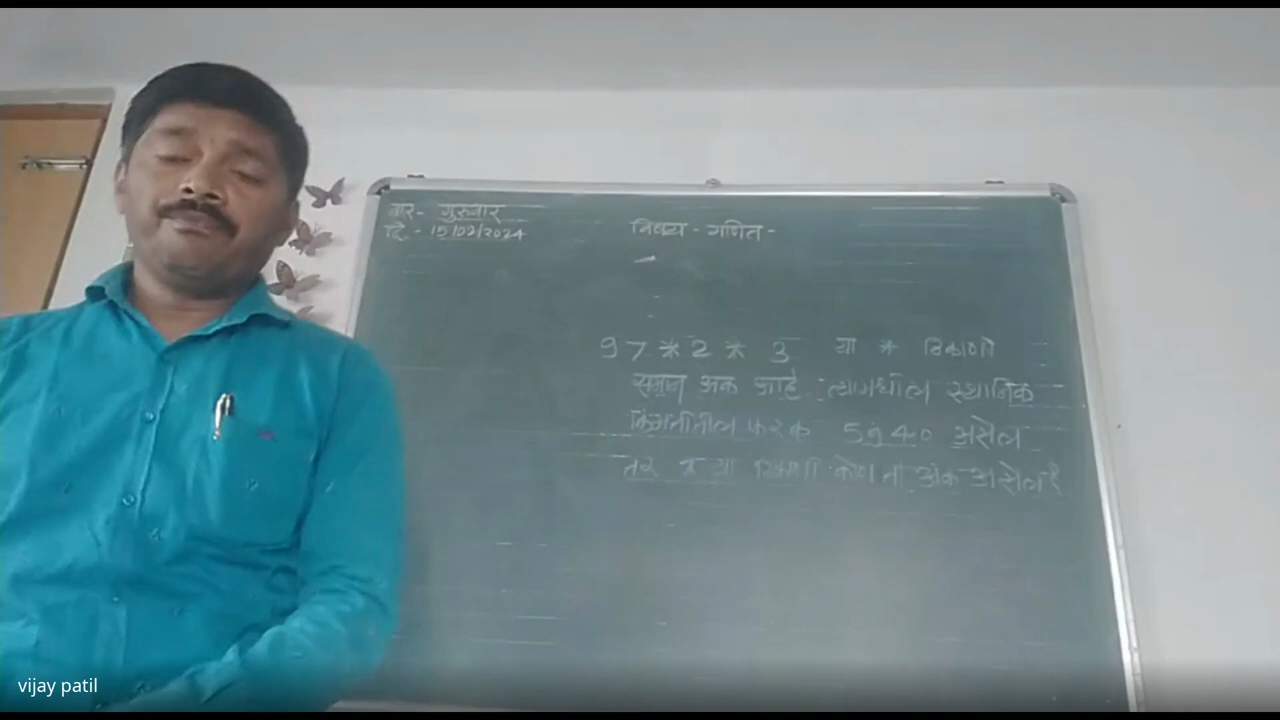 वार- गुरुवार
दि.- 15/02/2024
विषय - गणित -
97*2*3 या * ठिकाणी
समान अंक आहे. त्यामधील स्थानिक
किंमतीतील फरक 5940 असेल
तर * या ठिकाणी कोणता अंक असेल?
vijay patil